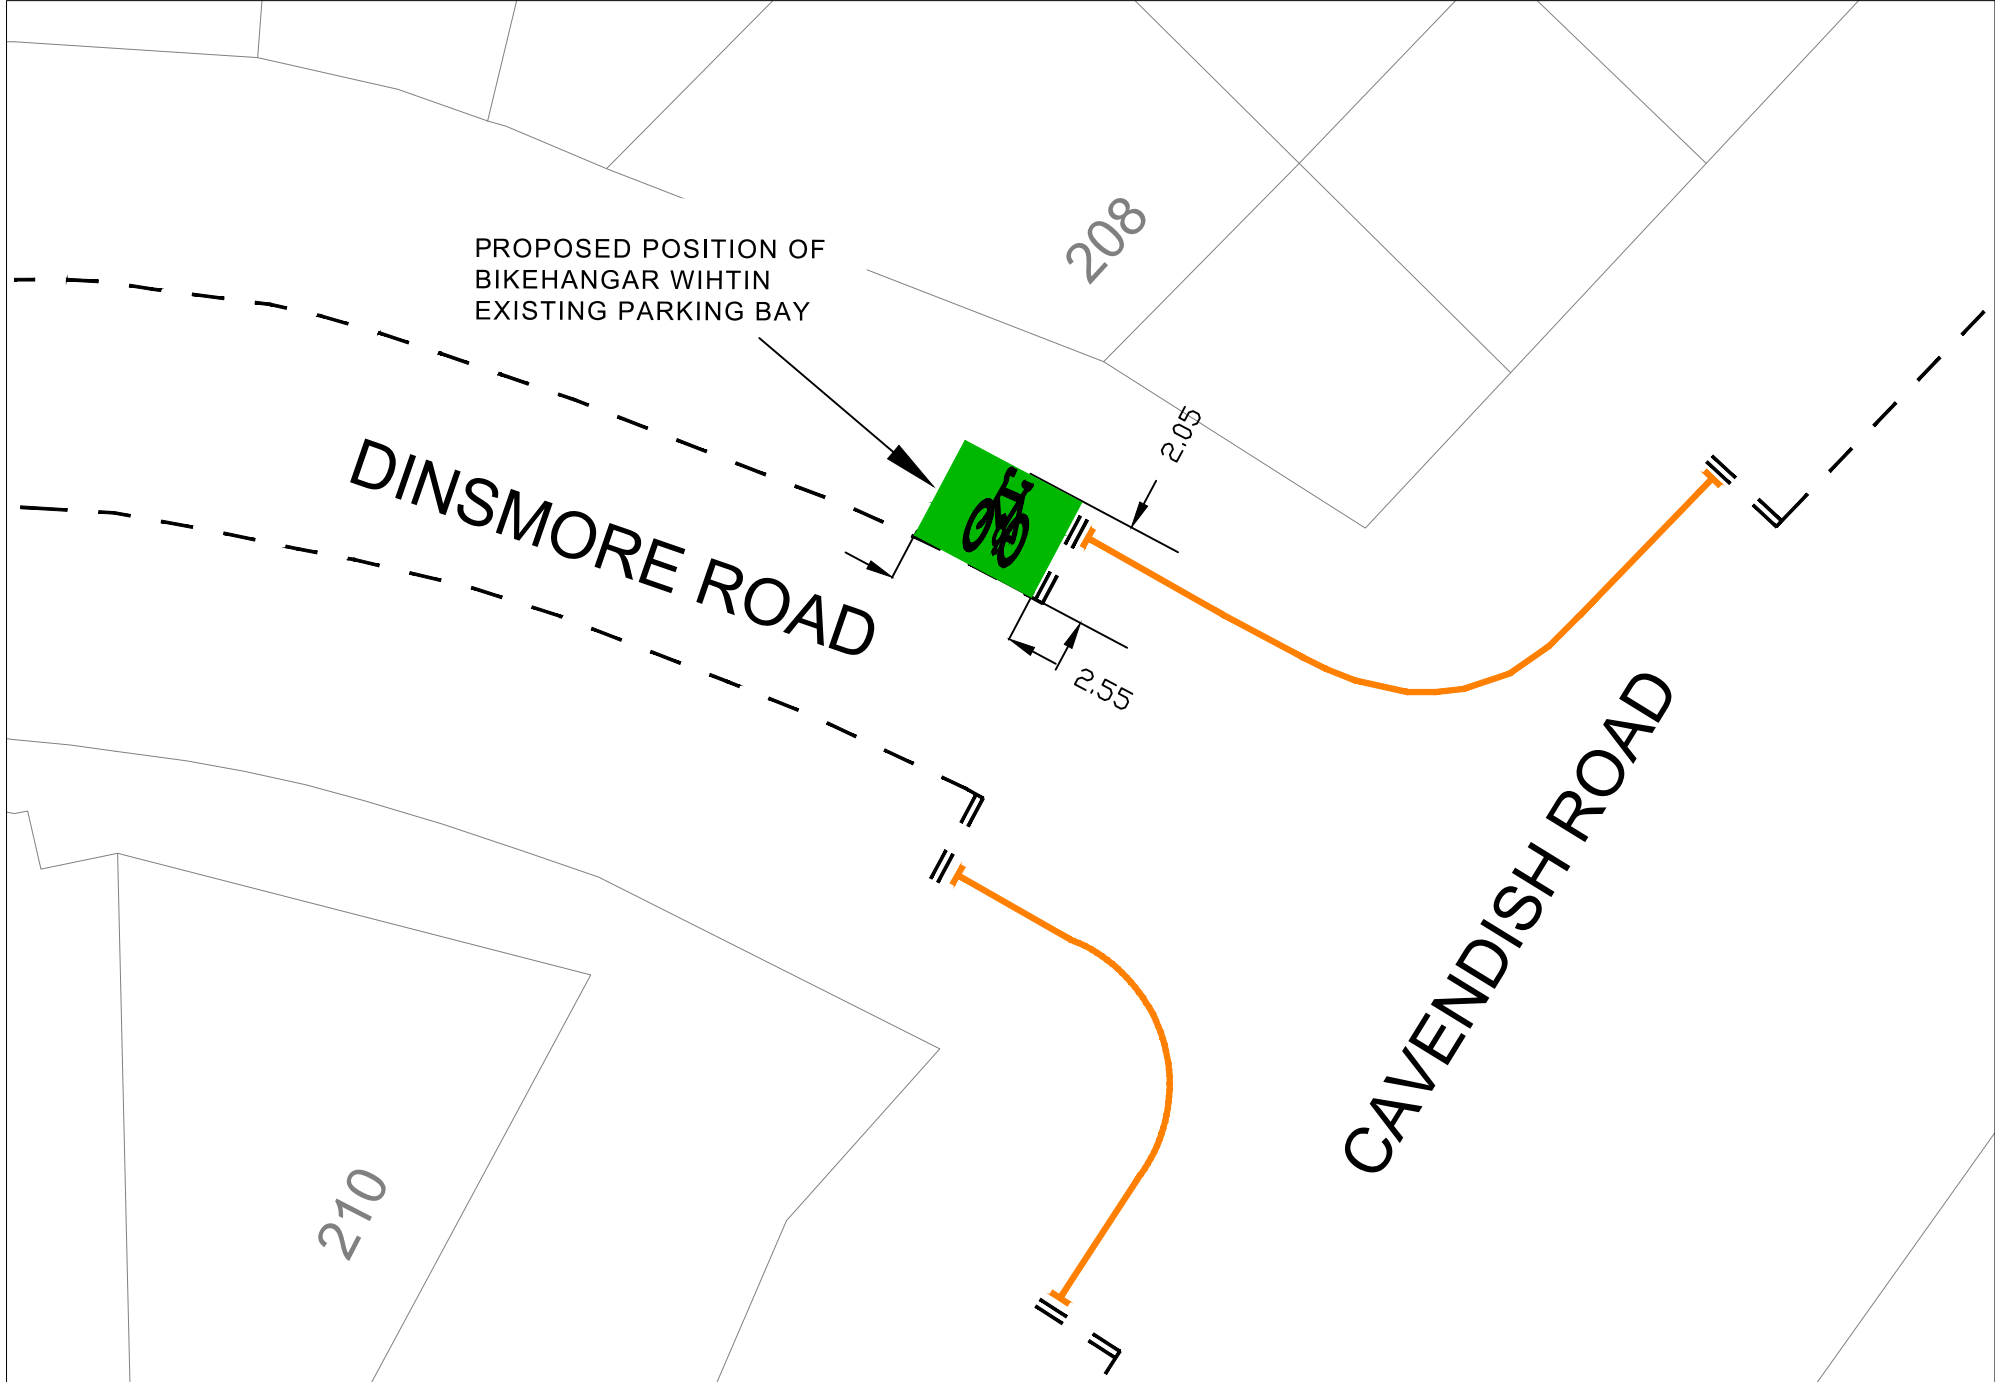 208
PROPOSED POSITION OF
BIKEHANGAR WIHTIN
EXISTING PARKING BAY
2.05
DINSMORE ROAD
2.55
CAVENDISH ROAD
210